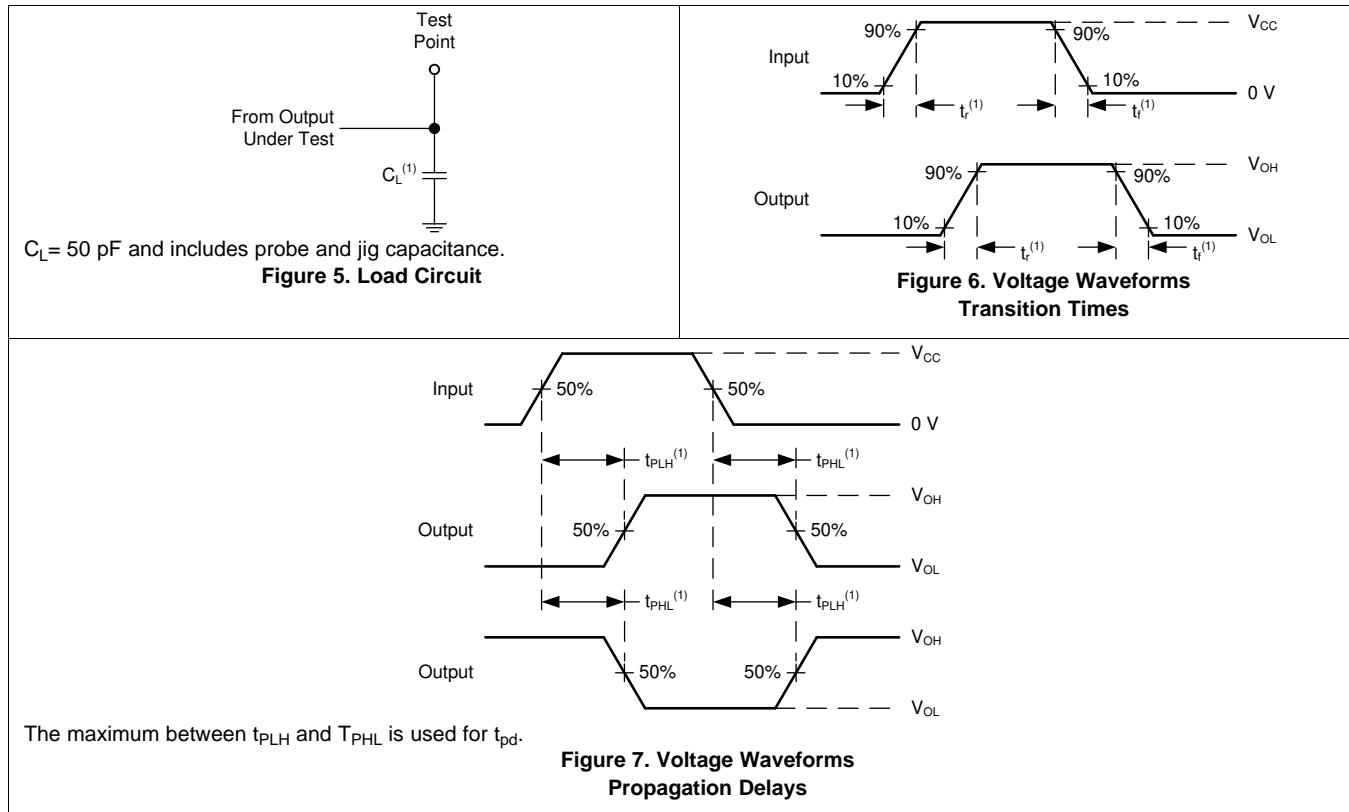 Test
Point
From Output
Under Test
C_L(1)
C_L= 50 pF and includes probe and jig capacitance.
Figure 5. Load Circuit
V_CC
90%
90%
Input
10%
10%
0 V
t_r(1)
t_f(1)
V_OH
90%
90%
Output
10%
10%
V_OL
t_r(1)
t_f(1)
Figure 6. Voltage Waveforms
Transition Times
V_CC
Input
50%
50%
0 V
t_PLH(1)
t_PHL(1)
V_OH
Output
50%
50%
V_OL
t_PHL(1)
t_PLH(1)
V_OH
Output
50%
50%
V_OL
The maximum between t_PLH and T_PHL is used for t_pd.
Figure 7. Voltage Waveforms
Propagation Delays